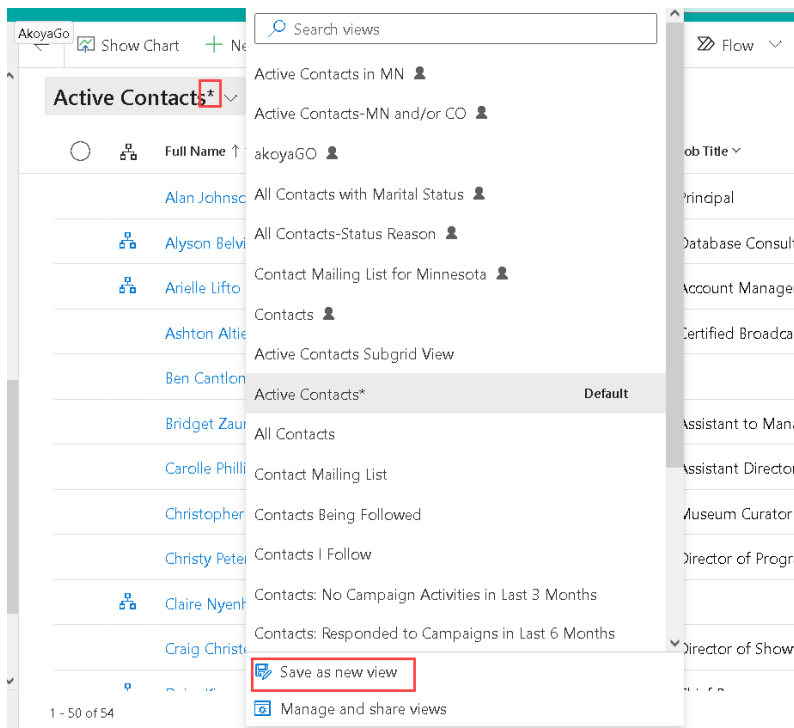 AkoyaGo
Show Chart
Ne
Flow
Active Contacts*
Full Name ↑
ob Title
Alan Johnsc
Principal
Alyson Belvi
Database Consult
Arielle Lifto
Account Manage
Ashton Altie
Certified Broadca
Ben Cantlon
Bridget Zaur
Assistant to Mana
Carolle Philli
Assistant Director
Christopher
Museum Curator
Christy Peter
Director of Progr
Claire Nyenh
Craig Christe
Director of Show
1 - 50 of 54
Search views
Active Contacts in MN
Active Contacts-MN and/or CO
akoyaGO
All Contacts with Marital Status
All Contacts-Status Reason
Contact Mailing List for Minnesota
Contacts
Active Contacts Subgrid View
Active Contacts* Default
All Contacts
Contact Mailing List
Contacts Being Followed
Contacts I Follow
Contacts: No Campaign Activities in Last 3 Months
Contacts: Responded to Campaigns in Last 6 Months
Save as new view
Manage and share views